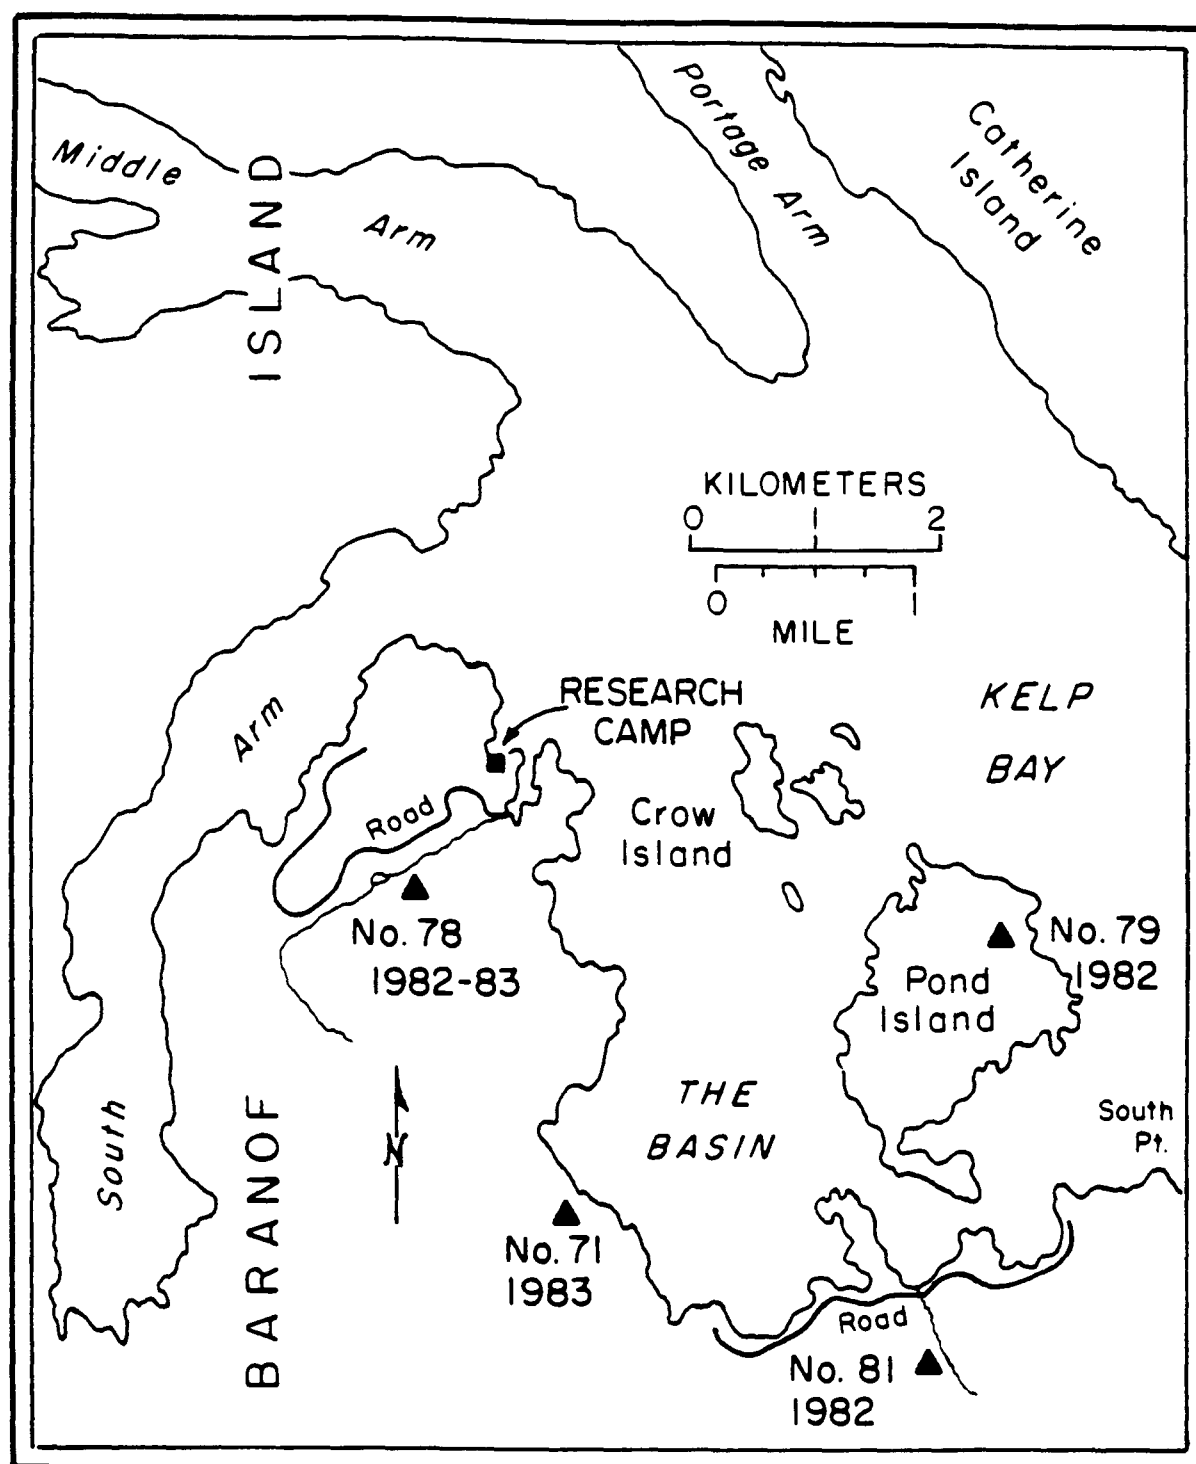 Middle
Arm
Portage Arm
Catherine
Island
ISLAND
KILOMETERS
0 1 2
0 1
MILE
RESEARCH
CAMP
KELP
BAY
Arm
Road
Crow
Island
No. 78
1982-83
No. 79
1982
Pond
Island
THE
BASIN
South
Pt.
N
South
BARANOF
No. 71
1983
Road
No. 81
1982